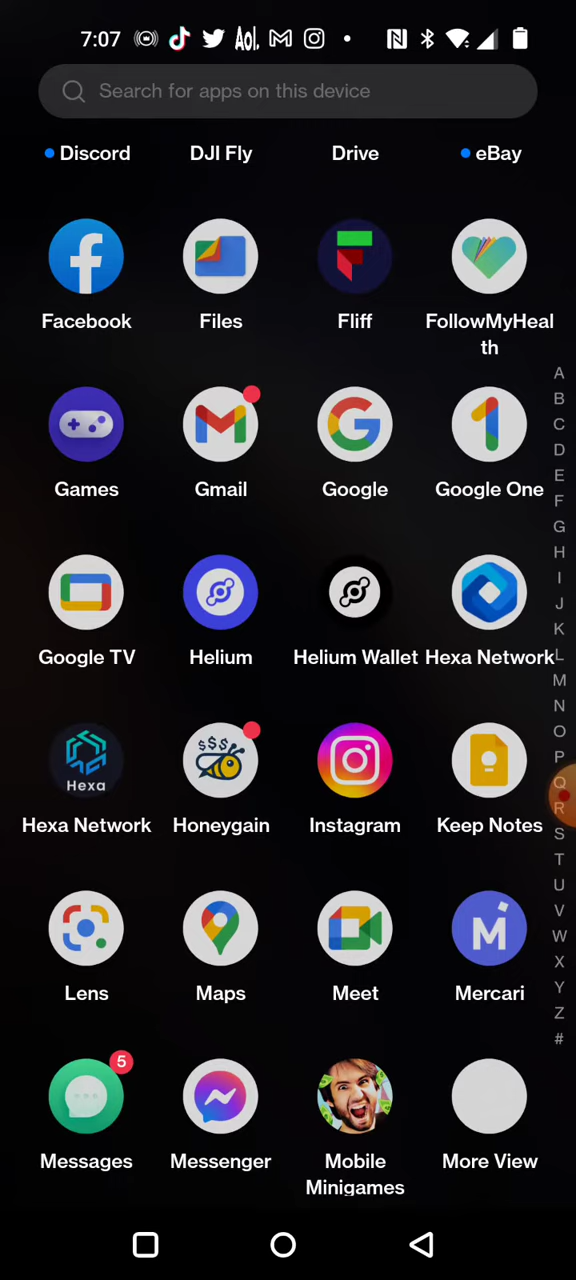 7:07 Aol.
Search for apps on this device
Discord DJI Fly Drive eBay
Facebook Files Fliff FollowMyHeal
th
A
B
C
D
E
F
G
H
I
J
K
L
M
N
O
P
Q
R
S
T
U
V
W
X
Y
Z
#
Games Gmail Google Google One
Google TV Helium Helium Wallet Hexa Network
Hexa
$$$
Hexa Network Honeygain Instagram Keep Notes
Lens Maps Meet Mercari
5
Messages Messenger Mobile More View
Minigames